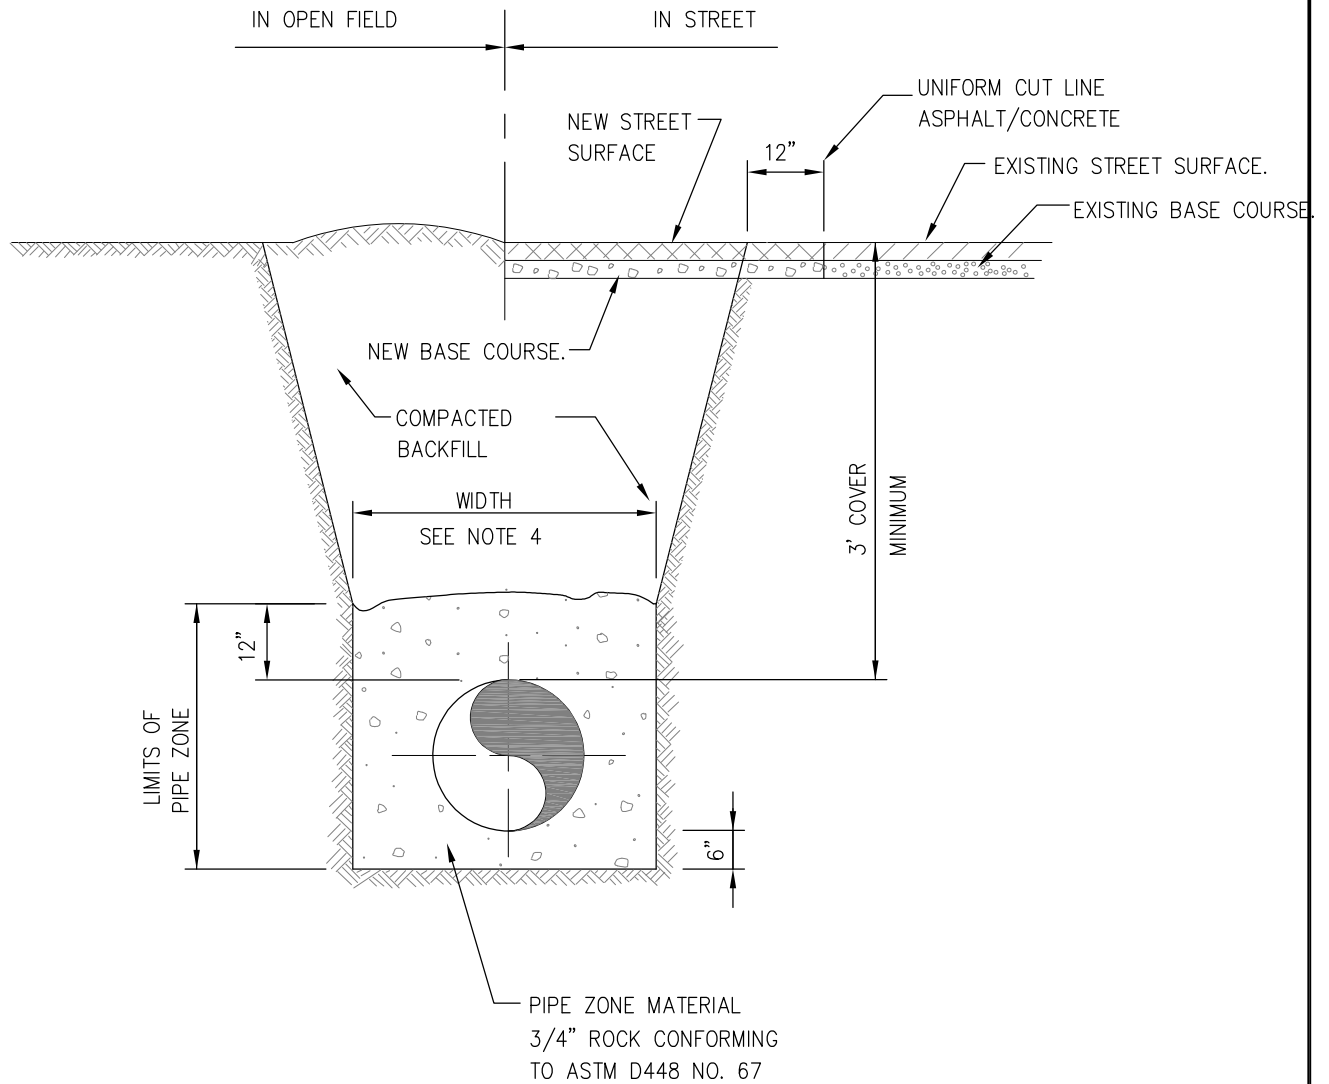 IN OPEN FIELD
IN STREET
UNIFORM CUT LINE
ASPHALT/CONCRETE
NEW STREET
SURFACE
12"
EXISTING STREET SURFACE.
EXISTING BASE COURSE.
NEW BASE COURSE.
COMPACTED
BACKFILL
WIDTH
SEE NOTE 4
3' COVER
MINIMUM
12"
LIMITS OF
PIPE ZONE
6"
PIPE ZONE MATERIAL
3/4" ROCK CONFORMING
TO ASTM D448 NO. 67